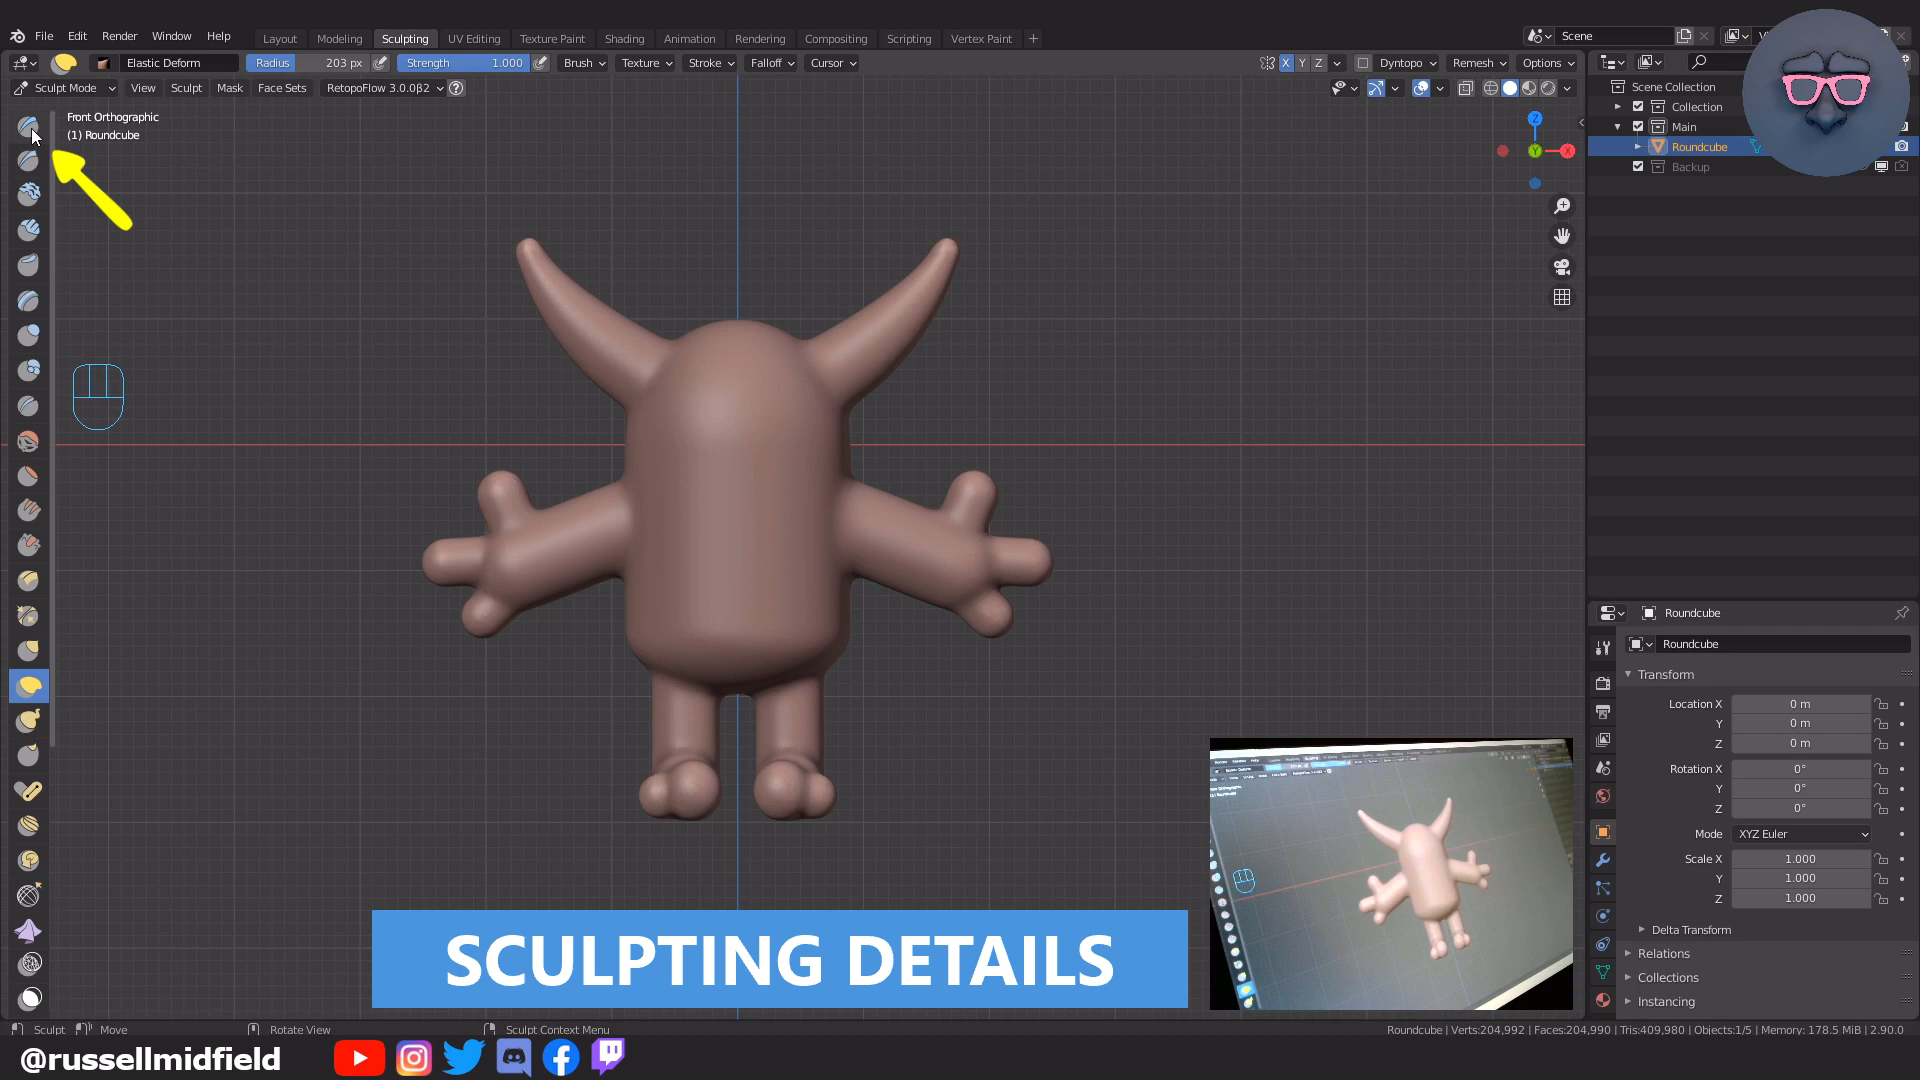 File Edit Render Window Help Layout Modeling Sculpting UV Editing Texture Paint Shading Animation Rendering Compositing Scripting Vertex Paint + Scene
Elastic Deform Radius 203 px Strength 1.000 Brush Texture Stroke Falloff Cursor X Y Z Dyntopo Remesh Options
Sculpt Mode View Sculpt Mask Face Sets RetopoFlow 3.0.0β2 ?
Front Orthographic
(1) Roundcube
Z
Y
X
Scene Collection
Collection
Main
Roundcube
Backup
Roundcube
Roundcube
Transform
Location X 0 m
Y 0 m
Z 0 m
Rotation X 0°
Y 0°
Z 0°
Mode XYZ Euler
Scale X 1.000
Y 1.000
Z 1.000
Delta Transform
Relations
Collections
Instancing
SCULPTING DETAILS
Sculpt Move Rotate View Sculpt Context Menu Roundcube | Verts:204,992 | Faces:204,990 | Tris:409,980 | Objects:1/5 | Memory: 178.5 MiB | 2.90.0
@russellmidfield